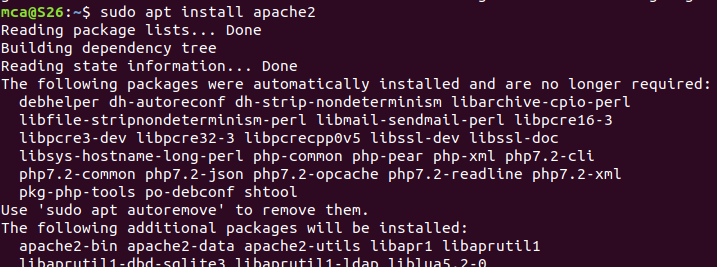 mca@S26:~$ sudo apt install apache2
Reading package lists... Done
Building dependency tree
Reading state information... Done
The following packages were automatically installed and are no longer required:
  debhelper dh-autoreconf dh-strip-nondeterminism libarchive-cpio-perl
  libfile-stripnondeterminism-perl libmail-sendmail-perl libpcre16-3
  libpcre3-dev libpcre32-3 libpcrecpp0v5 libssl-dev libssl-doc
  libsys-hostname-long-perl php-common php-pear php-xml php7.2-cli
  php7.2-common php7.2-json php7.2-opcache php7.2-readline php7.2-xml
  pkg-php-tools po-debconf shtool
Use 'sudo apt autoremove' to remove them.
The following additional packages will be installed:
  apache2-bin apache2-data apache2-utils libapr1 libaprutil1
  libaprutil1-dbd-sqlite3 libaprutil1-ldap liblua5.2-0